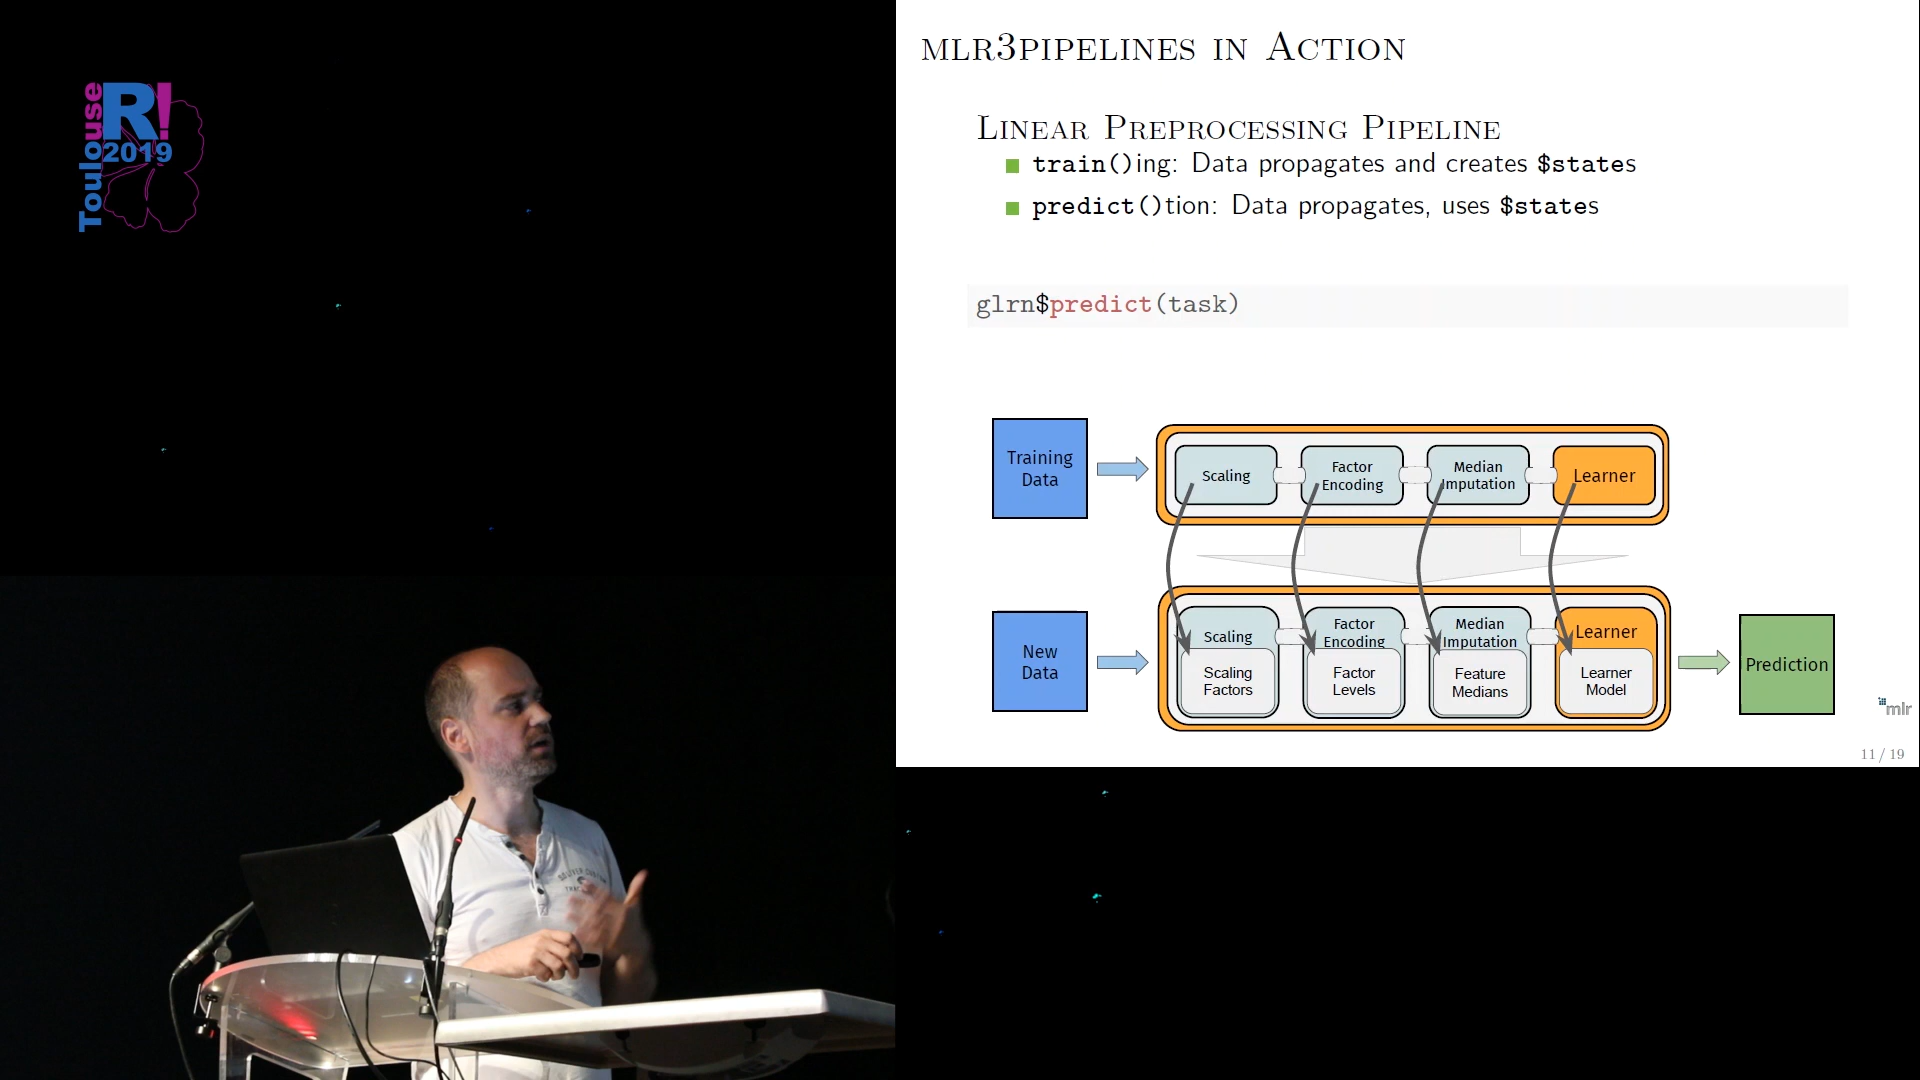 Toulouse
R!
2019
mlr3pipelines in Action
Linear Preprocessing Pipeline
train()ing: Data propagates and creates $states
predict()tion: Data propagates, uses $states
glrn$predict(task)
Training
Data
Scaling
Factor
Encoding
Median
Imputation
Learner
New
Data
Scaling
Scaling
Factors
Factor
Encoding
Factor
Levels
Median
Imputation
Feature
Medians
Learner
Learner
Model
Prediction
mlr
11 / 19